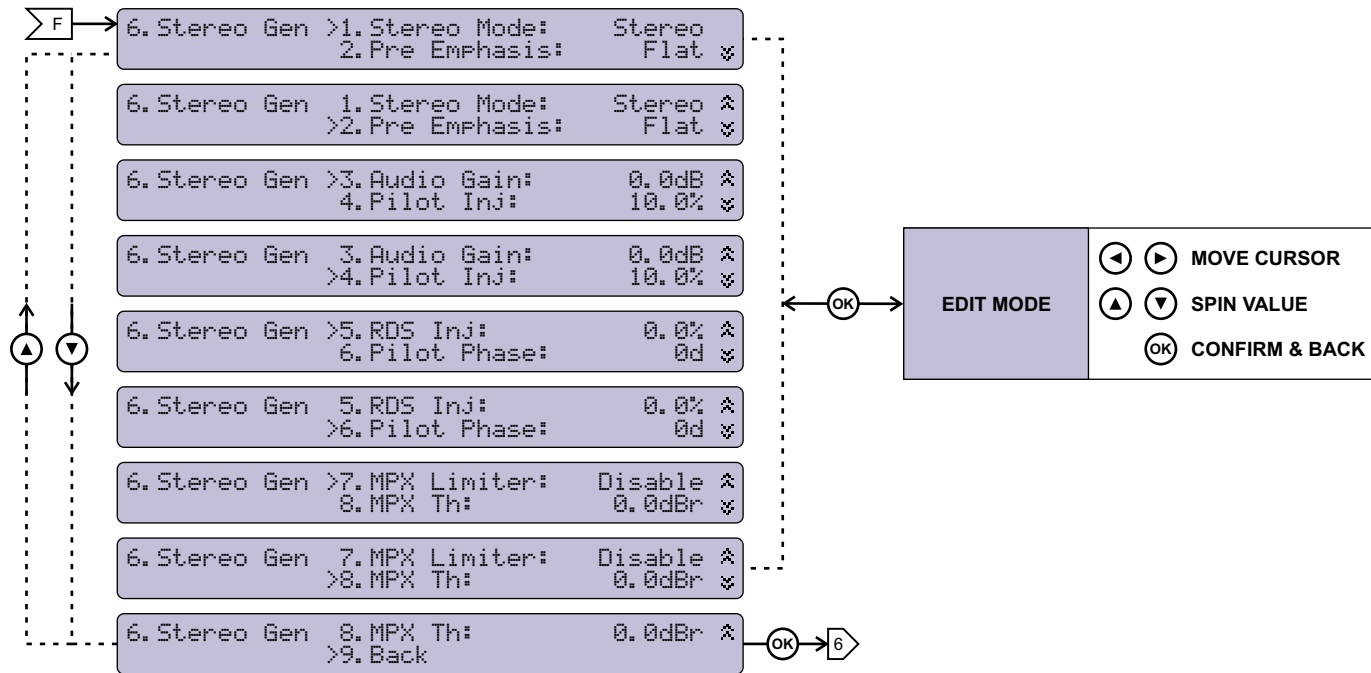 F
6.Stereo Gen >1.Stereo Mode: Stereo
2.Pre Emphasis: Flat
6.Stereo Gen 1.Stereo Mode: Stereo
>2.Pre Emphasis: Flat
6.Stereo Gen >3.Audio Gain: 0.0dB
4.Pilot Inj: 10.0%
6.Stereo Gen 3.Audio Gain: 0.0dB
>4.Pilot Inj: 10.0%
6.Stereo Gen >5.RDS Inj: 0.0%
6.Pilot Phase: 0d
6.Stereo Gen 5.RDS Inj: 0.0%
>6.Pilot Phase: 0d
6.Stereo Gen >7.MPX Limiter: Disable
8.MPX Th: 0.0dBr
6.Stereo Gen 7.MPX Limiter: Disable
>8.MPX Th: 0.0dBr
6.Stereo Gen 8.MPX Th: 0.0dBr
>9.Back
OK
6
OK
EDIT MODE
MOVE CURSOR
SPIN VALUE
OK CONFIRM & BACK